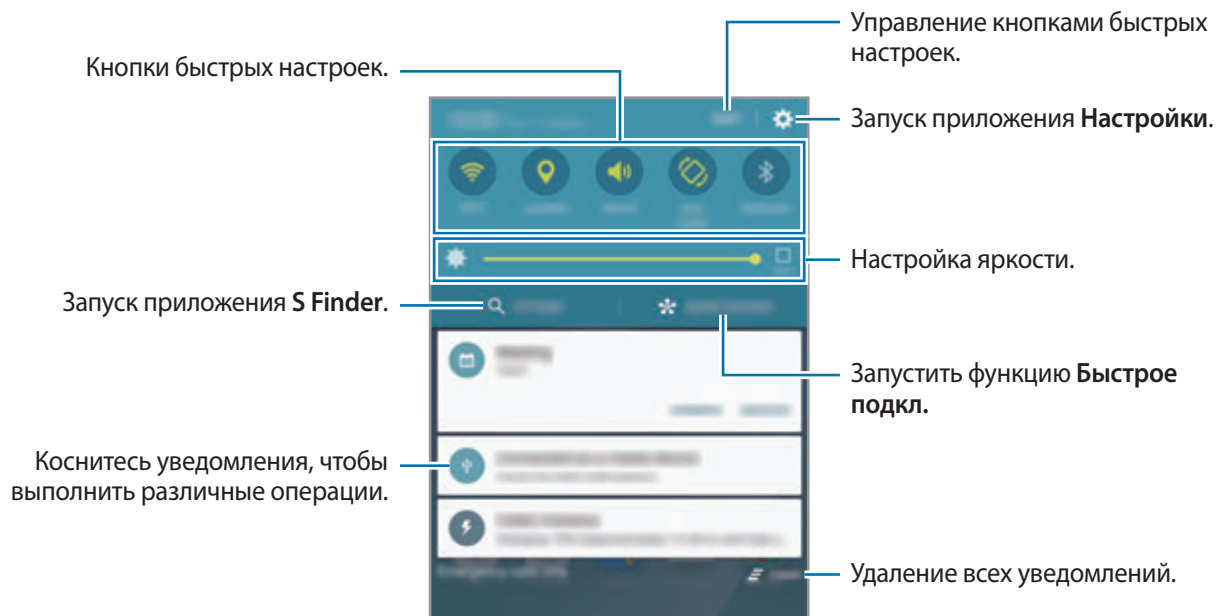 Управление кнопками быстрых
настроек.
Кнопки быстрых настроек.
Запуск приложения Настройки.
Настройка яркости.
Запуск приложения S Finder.
Запустить функцию Быстрое
подкл.
Коснитесь уведомления, чтобы
выполнить различные операции.
Удаление всех уведомлений.